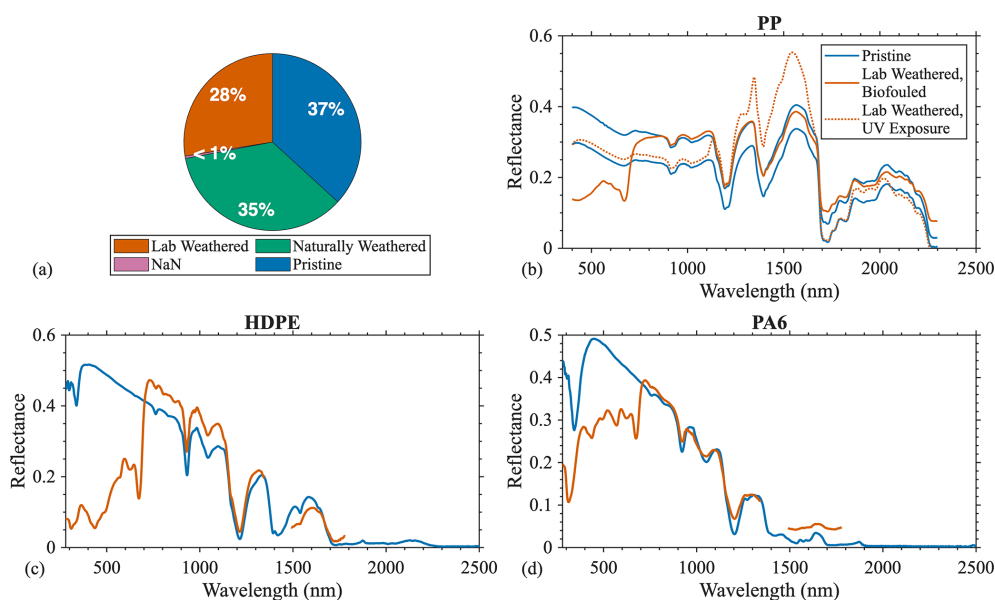 28%
37%
< 1%
35%
Lab Weathered
Naturally Weathered
NaN
Pristine
(a)
PP
0.6
0.4
0.2
0
Reflectance
Pristine
Lab Weathered,
Biofouled
Lab Weathered,
UV Exposure
500
1000
1500
2000
2500
Wavelength (nm)
(b)
HDPE
0.6
0.4
0.2
0
Reflectance
500
1000
1500
2000
2500
Wavelength (nm)
(c)
PA6
0.5
0.4
0.3
0.2
0.1
0
Reflectance
500
1000
1500
2000
2500
Wavelength (nm)
(d)